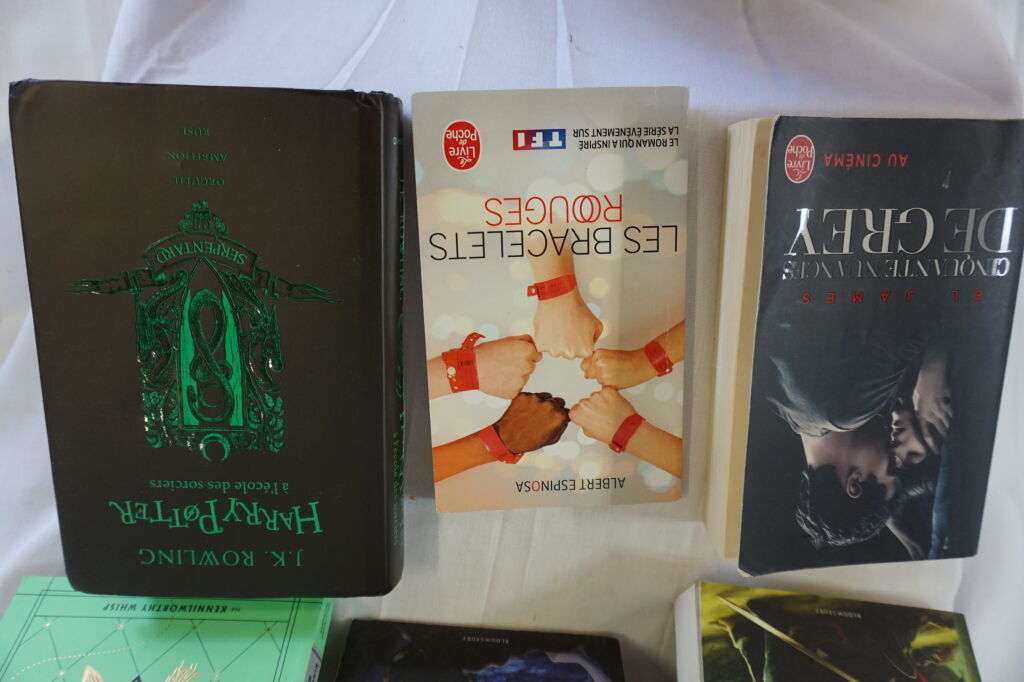 J.K. ROWLING
HARRY POTTER
à l'école des sorciers
SERPENTARD
ORGUEIL
AMBITION
RUSE
ALBERT ESPINOSA
LES BRACELETS
ROUGES
LE ROMAN QUI A INSPIRÉ
LA SÉRIE ÉVÉNEMENT SUR
TF1
Le Livre
de
Poche
EL JAMES
CINQUANTE NUANCES
DE GREY
AU CINÉMA
Le Livre
de
Poche
PAR KENNILWORTHY WHISP
BLOOMSBURY
BLOOMSBURY